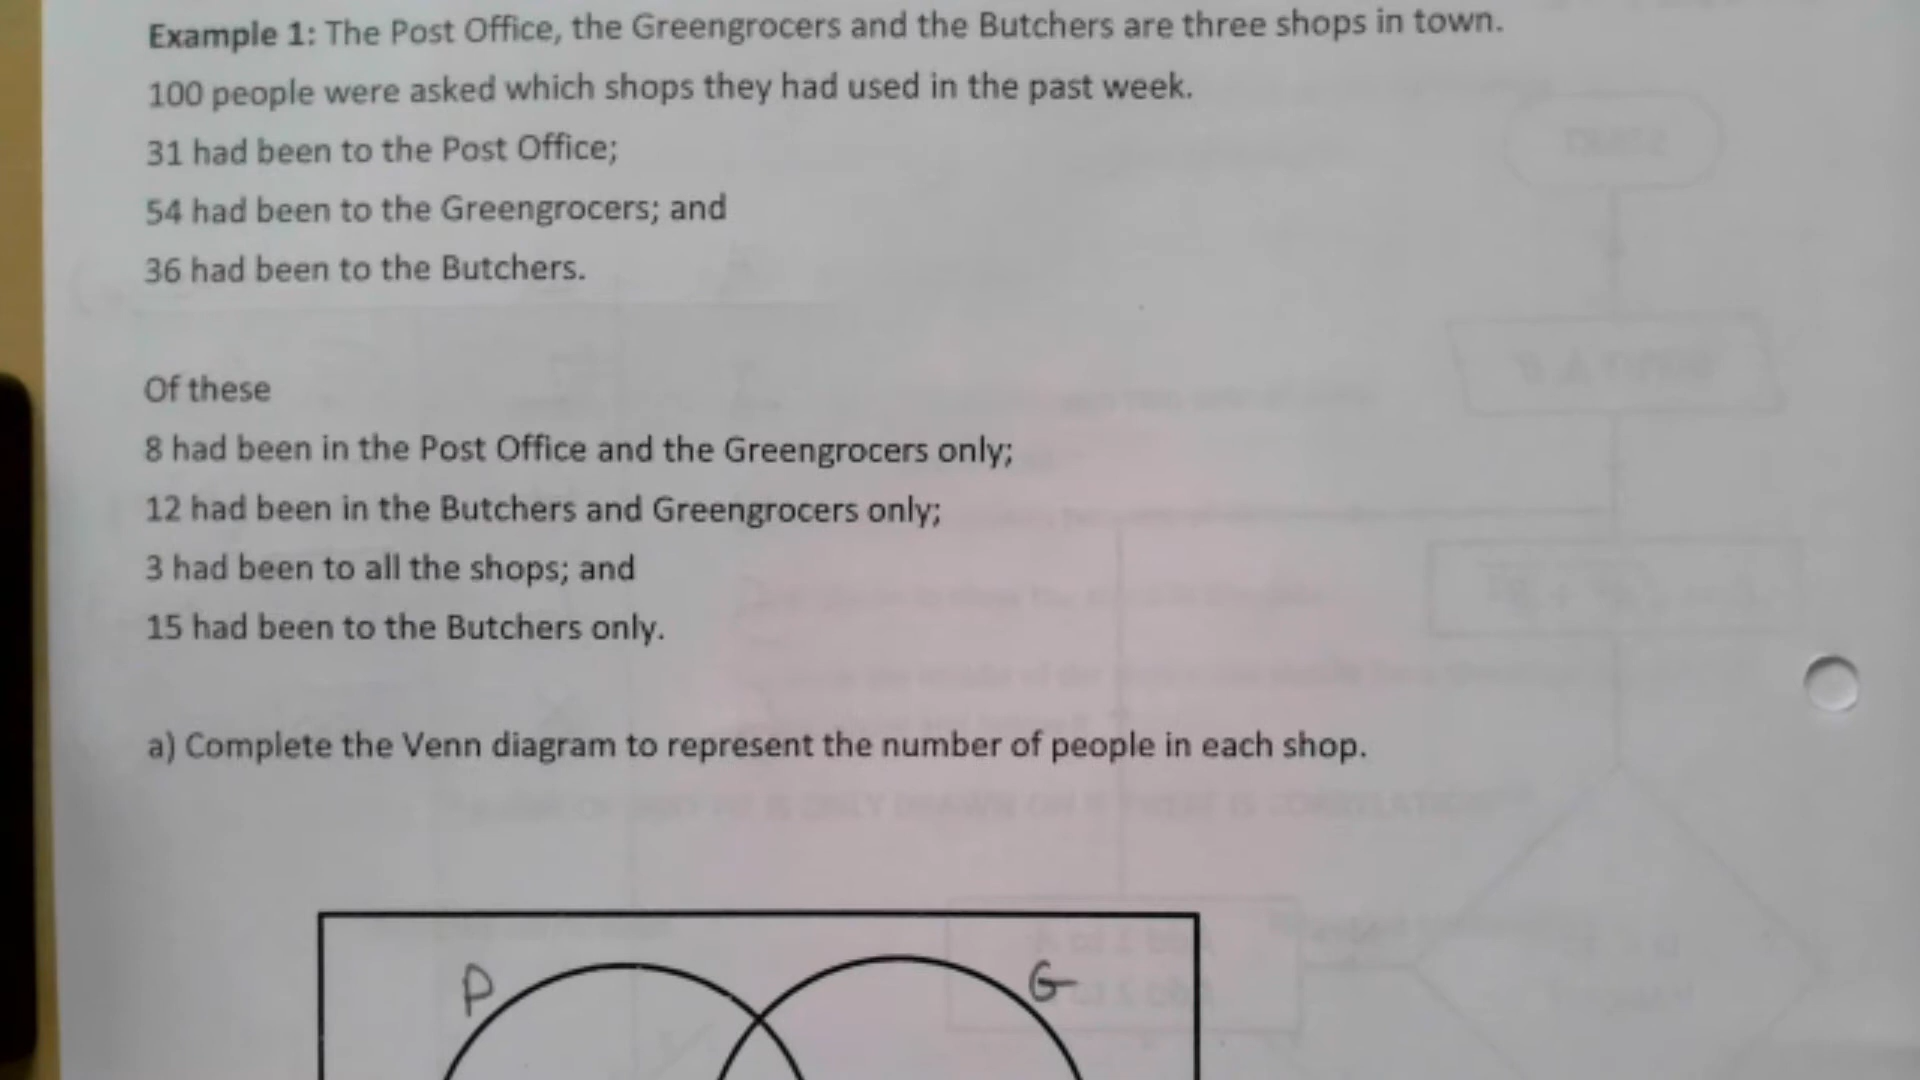 Example 1: The Post Office, the Greengrocers and the Butchers are three shops in town.
100 people were asked which shops they had used in the past week.
31 had been to the Post Office;
54 had been to the Greengrocers; and
36 had been to the Butchers.
Of these
8 had been in the Post Office and the Greengrocers only;
12 had been in the Butchers and Greengrocers only;
3 had been to all the shops; and
15 had been to the Butchers only.
a) Complete the Venn diagram to represent the number of people in each shop.
P
G